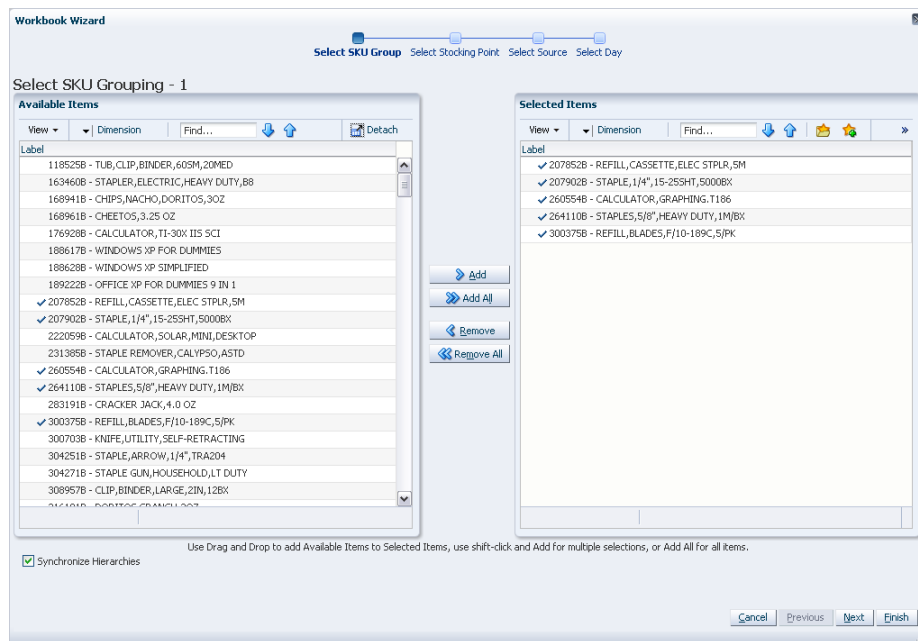 Workbook Wizard
Select SKU Group Select Stocking Point Select Source Select Day
Select SKU Grouping - 1
Available Items
View Dimension Find... Detach
Label
118525B - TUB,CLIP,BINDER,60SM,20MED
163460B - STAPLER,ELECTRIC,HEAVY DUTY,B8
168941B - CHIPS,NACHO,DORITOS,3OZ
168961B - CHEETOS,3.25 OZ
176928B - CALCULATOR,TI-30X IIS SCI
188617B - WINDOWS XP FOR DUMMIES
188628B - WINDOWS XP SIMPLIFIED
189222B - OFFICE XP FOR DUMMIES 9 IN 1
207852B - REFILL,CASSETTE,ELEC STPLR,5M
207902B - STAPLE,1/4",15-25SHT,5000BX
222059B - CALCULATOR,SOLAR,MINI,DESKTOP
231385B - STAPLE REMOVER,CALYPSO,ASTD
260554B - CALCULATOR,GRAPHING.T186
264110B - STAPLES,5/8",HEAVY DUTY,1M/BX
283191B - CRACKER JACK,4.0 OZ
300375B - REFILL,BLADES,F/10-189C,5/PK
300703B - KNIFE,UTILITY,SELF-RETRACTING
304251B - STAPLE,ARROW,1/4",TRA204
304271B - STAPLE GUN,HOUSEHOLD,LT DUTY
308957B - CLIP,BINDER,LARGE,2IN,12BX
Add
Add All
Remove
Remove All
Selected Items
View Dimension Find...
Label
207852B - REFILL,CASSETTE,ELEC STPLR,5M
207902B - STAPLE,1/4",15-25SHT,5000BX
260554B - CALCULATOR,GRAPHING.T186
264110B - STAPLES,5/8",HEAVY DUTY,1M/BX
300375B - REFILL,BLADES,F/10-189C,5/PK
Use Drag and Drop to add Available Items to Selected Items, use shift-click and Add for multiple selections, or Add All for all items.
Synchronize Hierarchies
Cancel Previous Next Finish